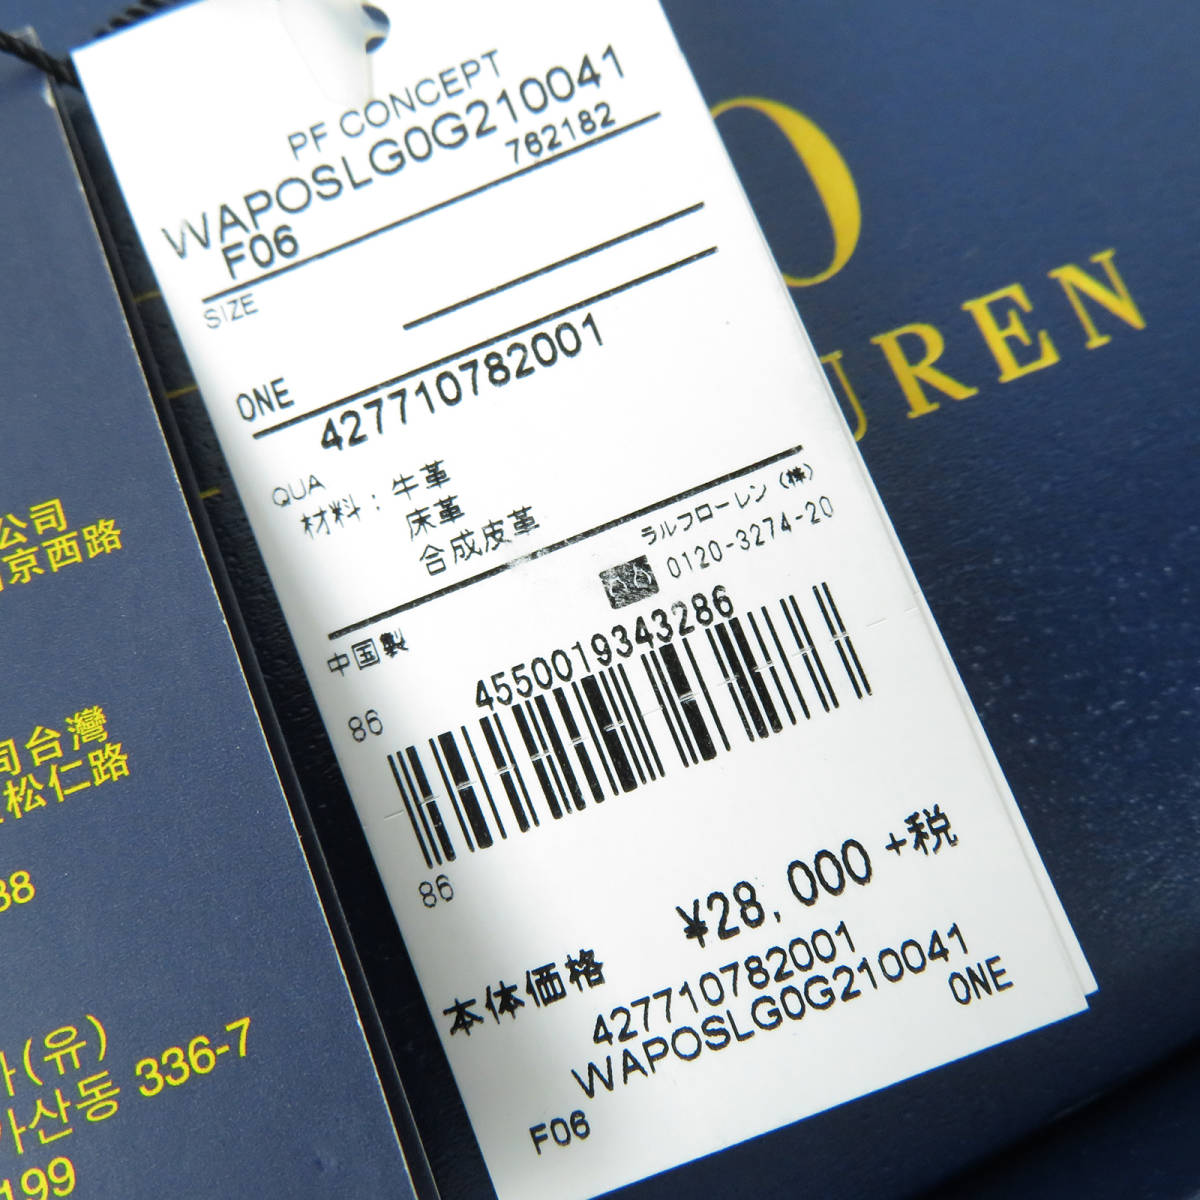 PF CONCEPT
WAPOSLG0G210041
762182
F06
SIZE
ONE
427710782001
QUA
材料：牛革
床革
合成皮革
ラルフローレン（株）
0120-3274-20
中国製
4550019343286
86
86
¥28,000 +税
本体価格
427710782001
WAPOSLG0G210041
ONE
F06
UREN
公司
京西路
司台灣
松仁路
38
(유)
가산동 336-7
199